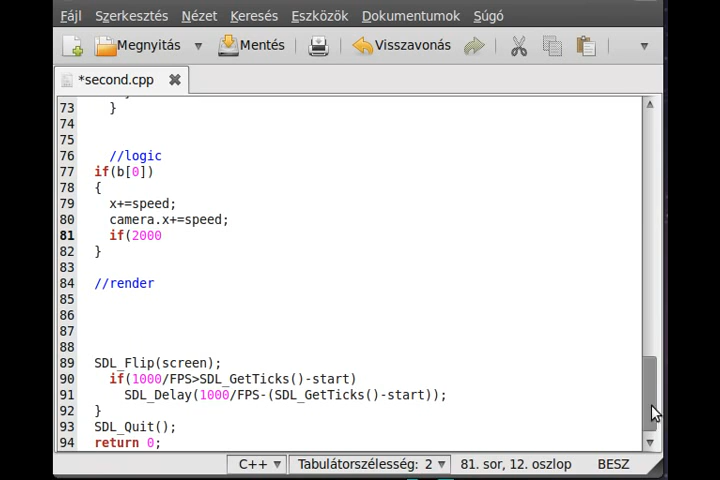 Fájl Szerkesztés Nézet Keresés Eszközök Dokumentumok Súgó
Megnyitás Mentés Visszavonás
*second.cpp
73 }
74
75
76 //logic
77 if(b[0])
78 {
79 x+=speed;
80 camera.x+=speed;
81 if(2000
82 }
83
84 //render
85
86
87
88
89 SDL_Flip(screen);
90 if(1000/FPS>SDL_GetTicks()-start)
91 SDL_Delay(1000/FPS-(SDL_GetTicks()-start));
92 }
93 SDL_Quit();
94 return 0;
C++ Tabulátorszélesség: 2 81. sor, 12. oszlop BESZ